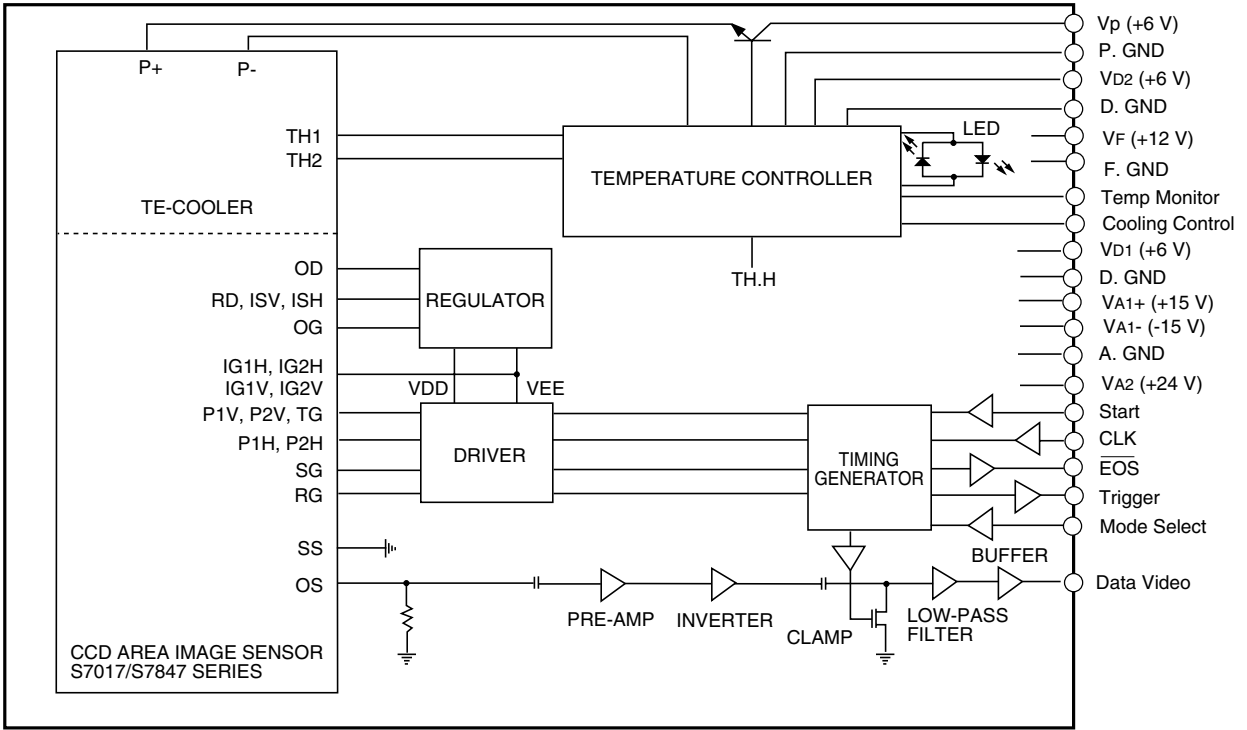 P+
P-
TH1
TH2
TE-COOLER
OD
RD, ISV, ISH
OG
IG1H, IG2H
IG1V, IG2V
P1V, P2V, TG
P1H, P2H
SG
RG
SS
OS
CCD AREA IMAGE SENSOR
S7017/S7847 SERIES
REGULATOR
VDD
VEE
DRIVER
TEMPERATURE CONTROLLER
LED
TH.H
TIMING
GENERATOR
BUFFER
PRE-AMP
INVERTER
CLAMP
LOW-PASS
FILTER
Vp (+6 V)
P. GND
VD2 (+6 V)
D. GND
VF (+12 V)
F. GND
Temp Monitor
Cooling Control
VD1 (+6 V)
D. GND
VA1+ (+15 V)
VA1- (-15 V)
A. GND
VA2 (+24 V)
Start
CLK
EOS
Trigger
Mode Select
Data Video